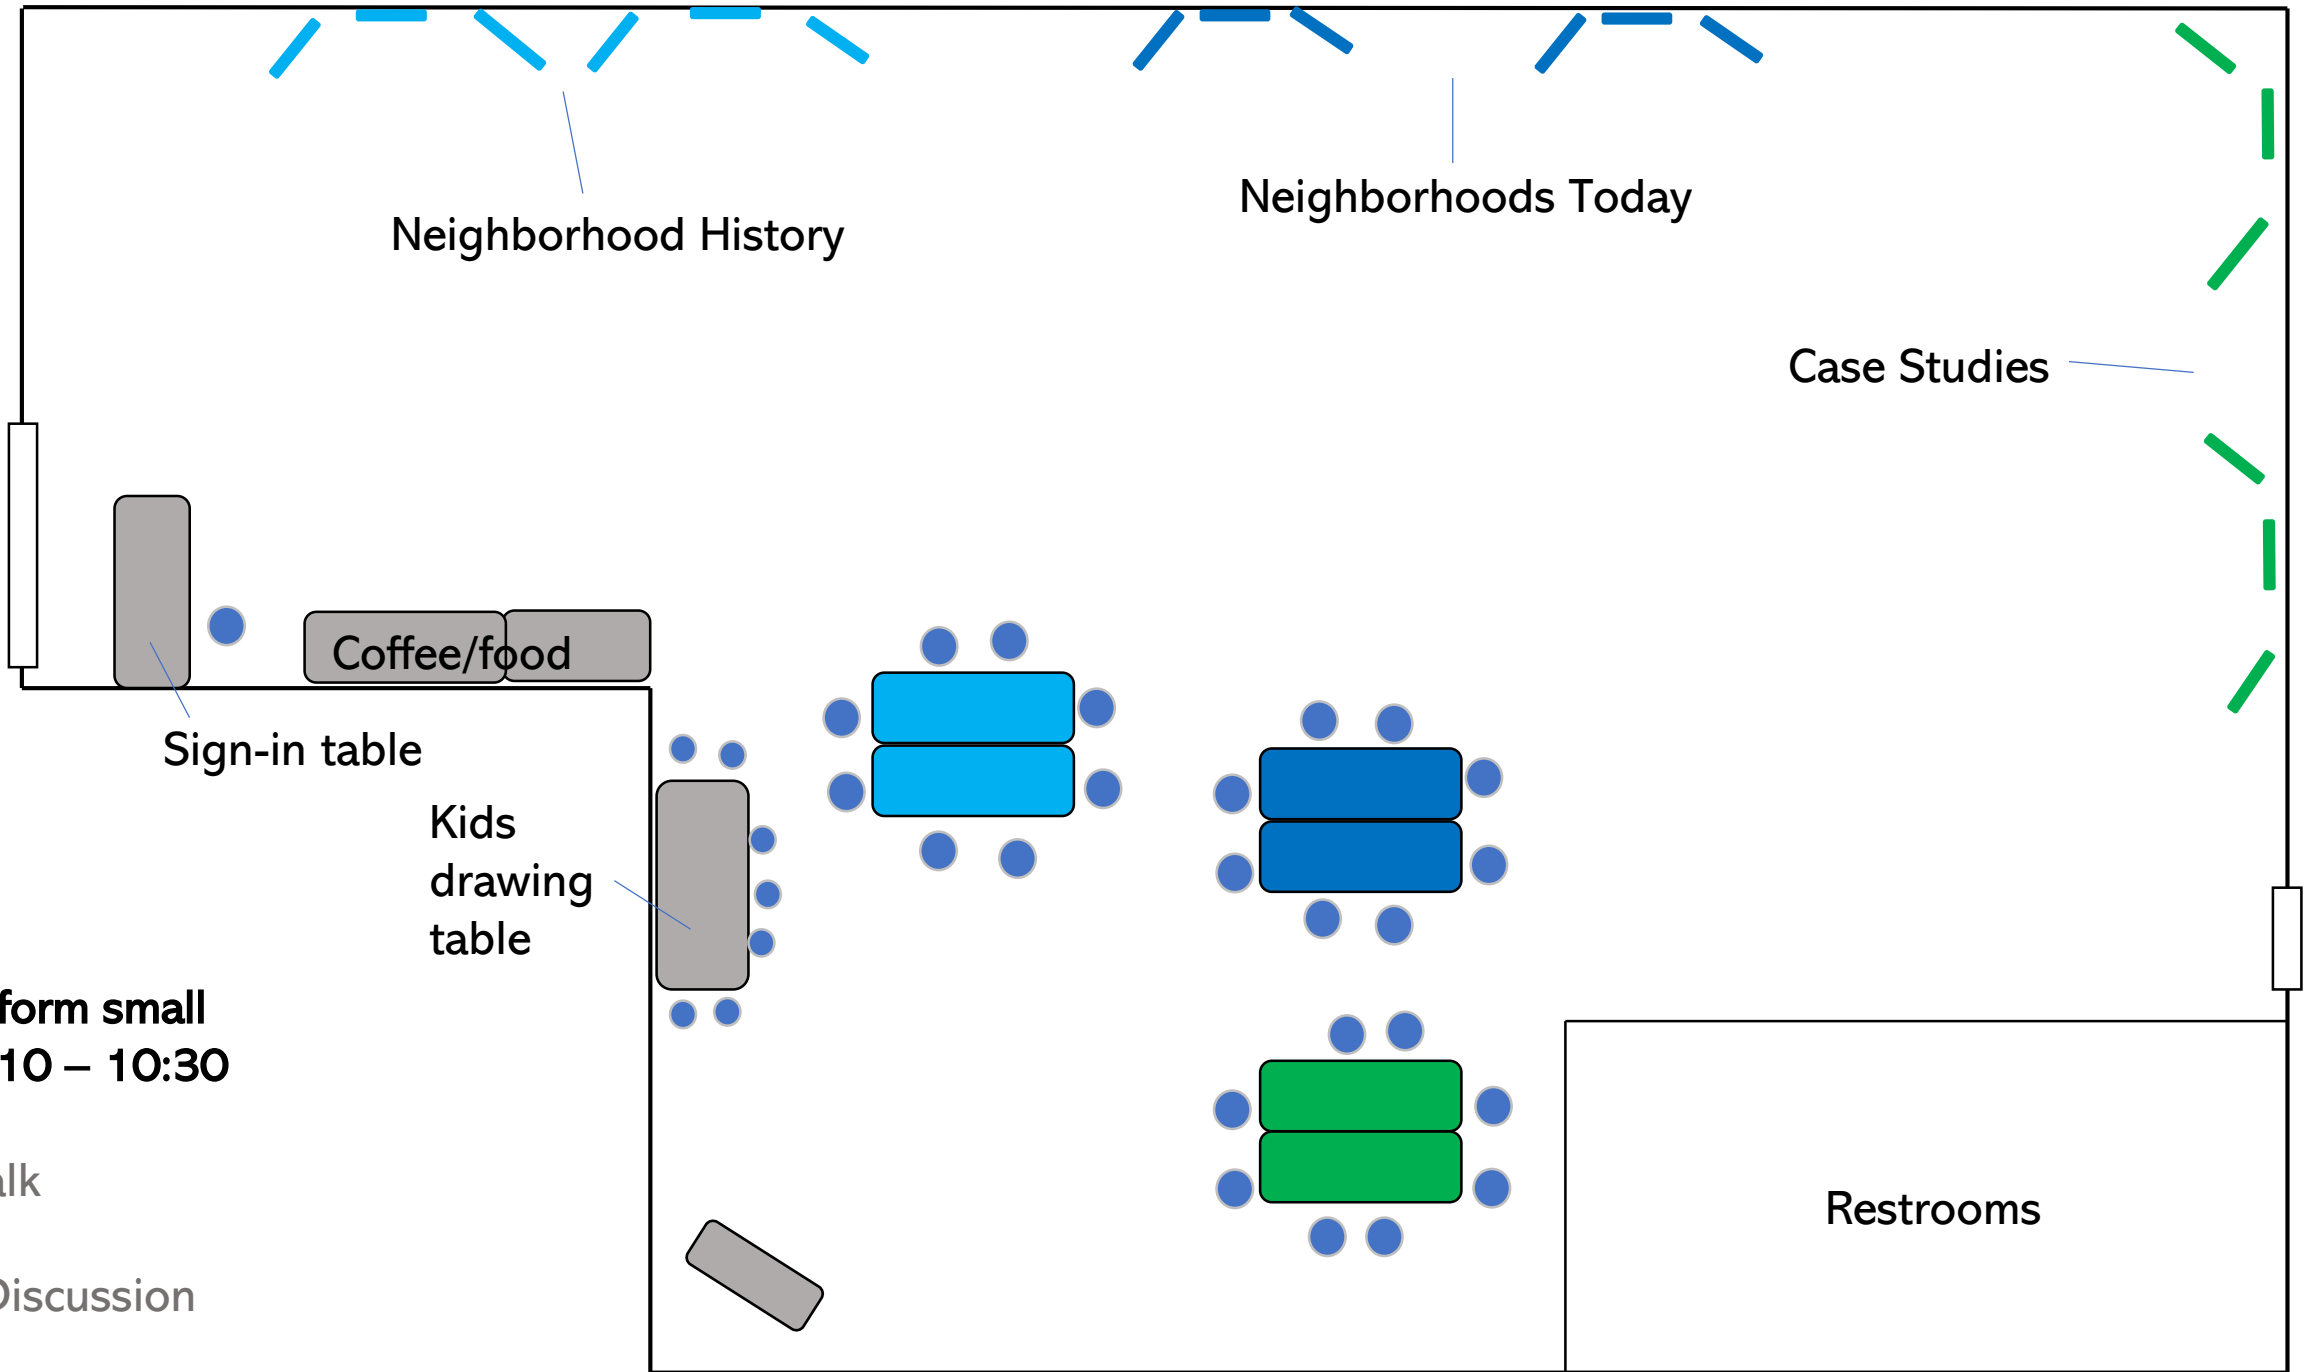 Neighborhoods Today
Neighborhood History
Case Studies
Coffee/food
Sign-in table
Kids
drawing
table
form small
10 – 10:30
Discussion
Restrooms